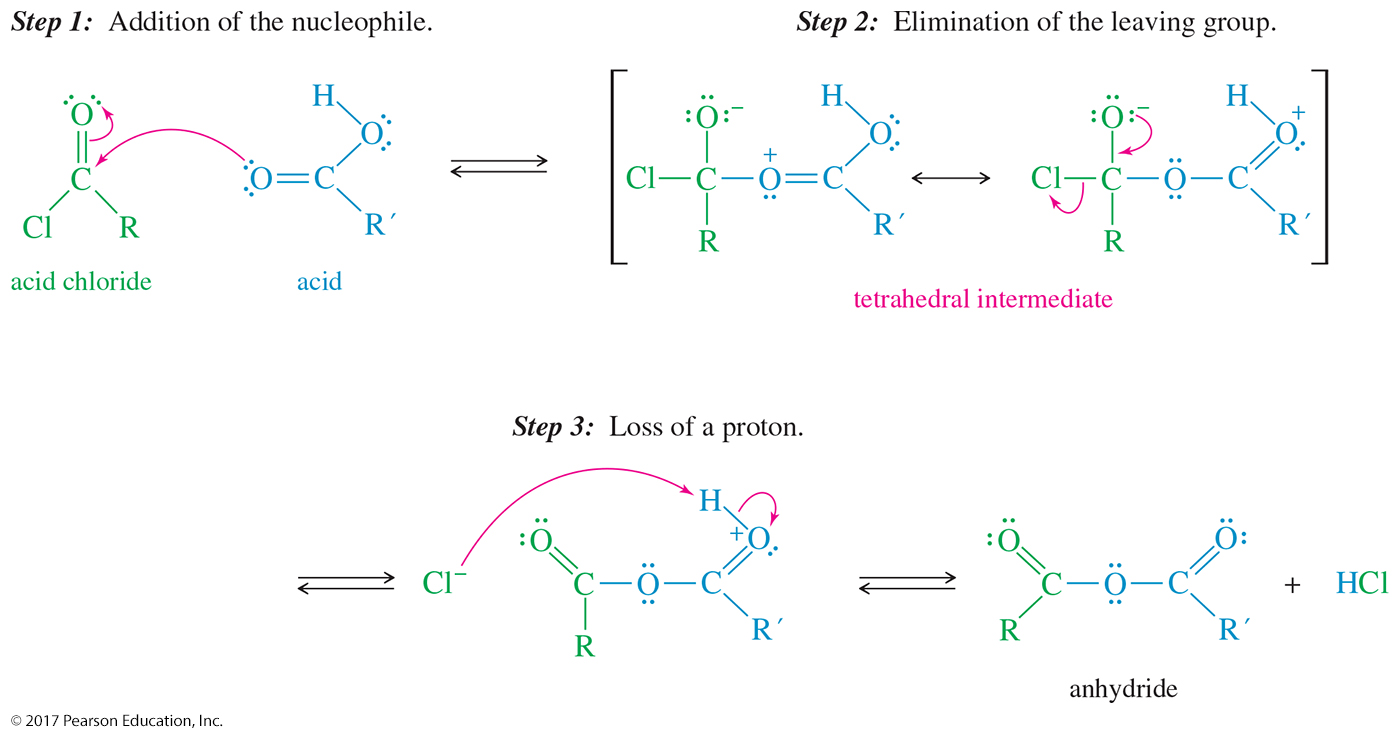 Step 1: Addition of the nucleophile.
Step 2: Elimination of the leaving group.
O
C
Cl
R
acid chloride
H
O
O
C
R′
acid
O −
Cl C + O C
H
O
R
R′
O −
Cl C O C
H
O +
R
R′
tetrahedral intermediate
Step 3: Loss of a proton.
Cl−
O
C O C
R
H
+O
R′
O
C O C
R
O
R′
+ HCl
anhydride
© 2017 Pearson Education, Inc.